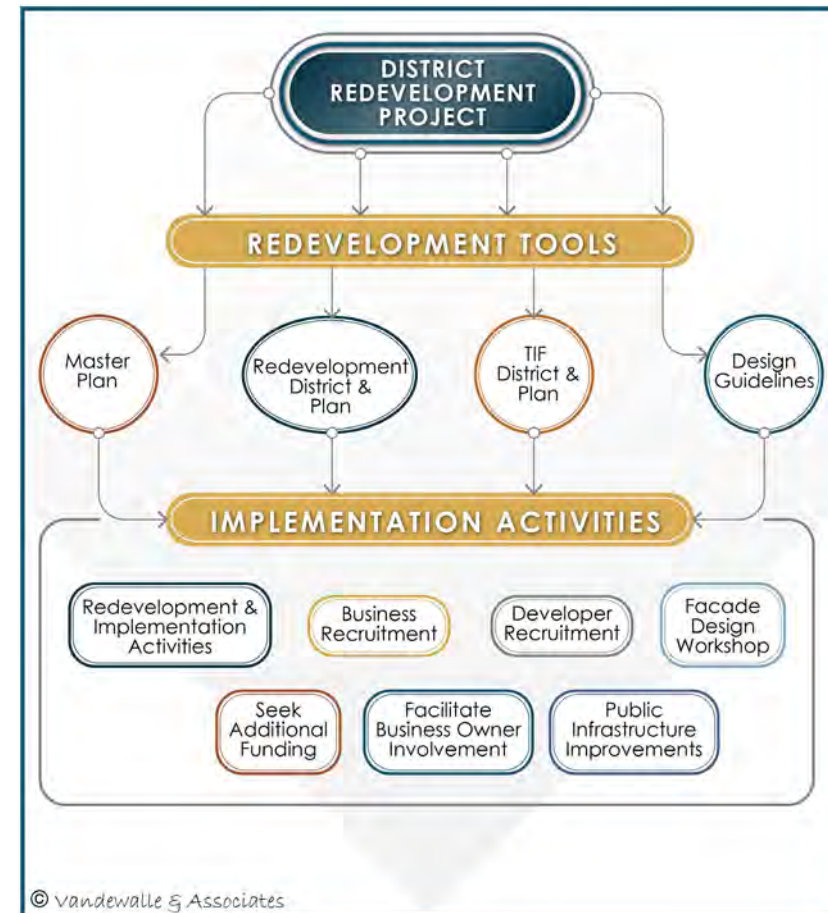 DISTRICT
REDEVELOPMENT
PROJECT
REDEVELOPMENT TOOLS
Master
Plan
Redevelopment
District &
Plan
TIF
District &
Plan
Design
Guidelines
IMPLEMENTATION ACTIVITIES
Redevelopment &
Implementation
Activities
Business
Recruitment
Developer
Recruitment
Facade
Design
Workshop
Seek
Additional
Funding
Facilitate
Business Owner
Involvement
Public
Infrastructure
Improvements
© Vandewalle & Associates